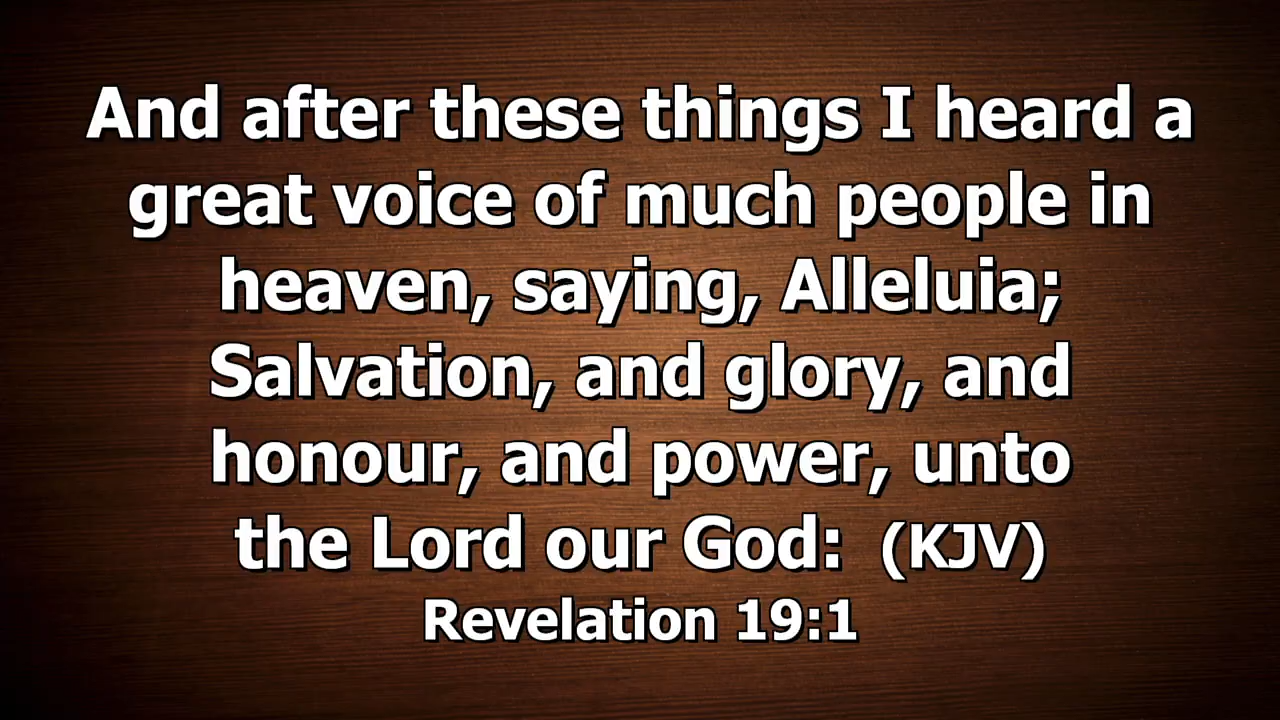 And after these things I heard a
great voice of much people in
heaven, saying, Alleluia;
Salvation, and glory, and
honour, and power, unto
the Lord our God: (KJV)
Revelation 19:1